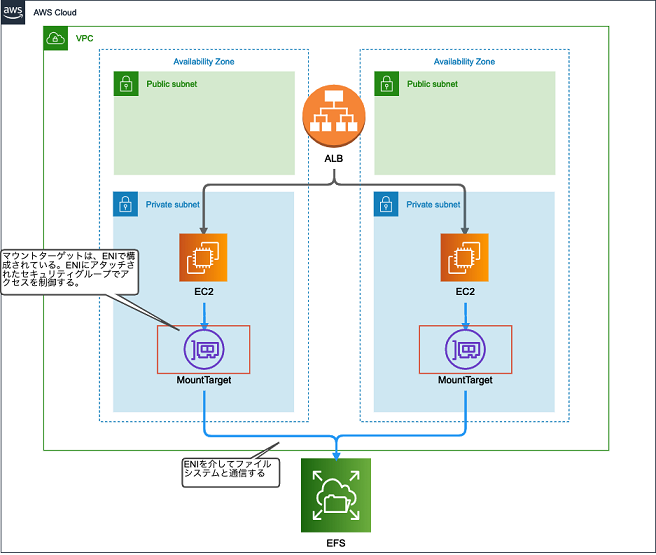 aws
AWS Cloud
VPC
Availability Zone
Availability Zone
Public subnet
Public subnet
ALB
Private subnet
Private subnet
マウントターゲットは、ENIで構
成されている。ENIにアタッチさ
れたセキュリティグループでア
クセスを制御する。
EC2
EC2
MountTarget
MountTarget
ENIを介してファイル
システムと通信する
EFS